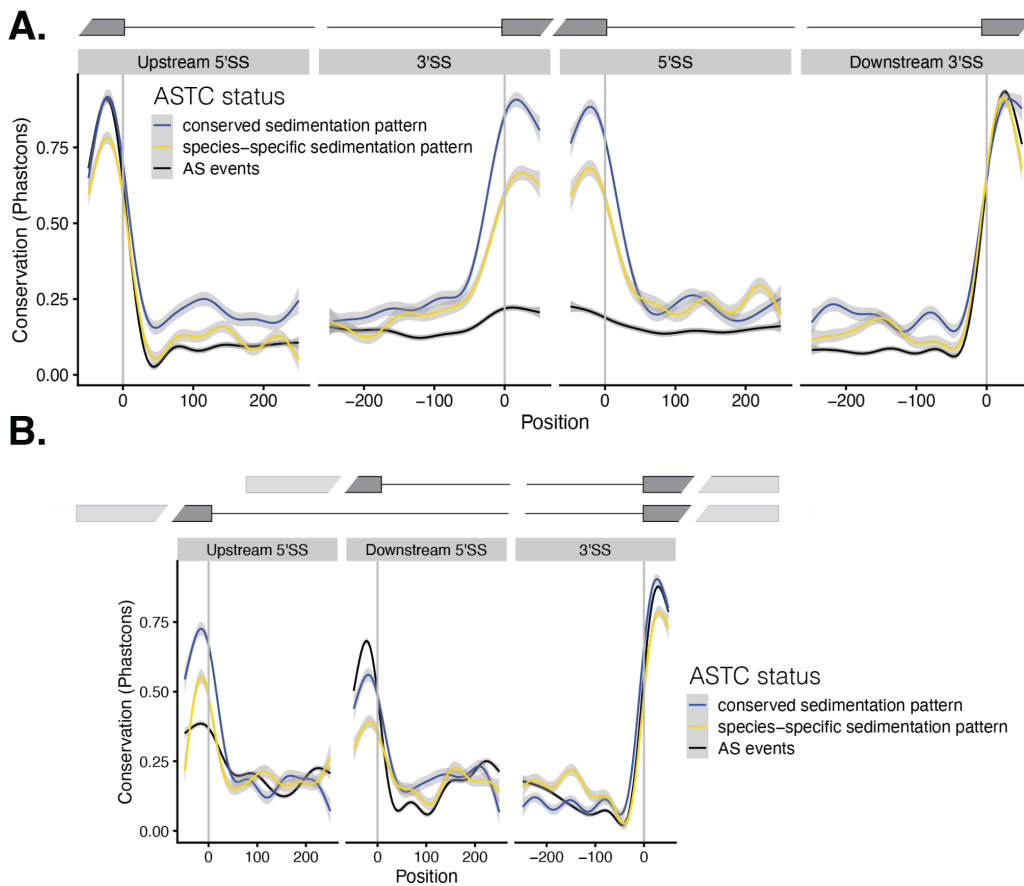 A.
Upstream 5'SS 3'SS 5'SS Downstream 3'SS
ASTC status
conserved sedimentation pattern
species−specific sedimentation pattern
AS events
Conservation (Phastcons)
0.75
0.50
0.25
0.00
0 100 200 −200 −100 0 0 100 200 −200 −100 0
Position
B.
Upstream 5'SS Downstream 5'SS 3'SS
Conservation (Phastcons)
0.75
0.50
0.25
0.00
ASTC status
conserved sedimentation pattern
species−specific sedimentation pattern
AS events
0 100 200 0 100 200 −200 −100 0
Position